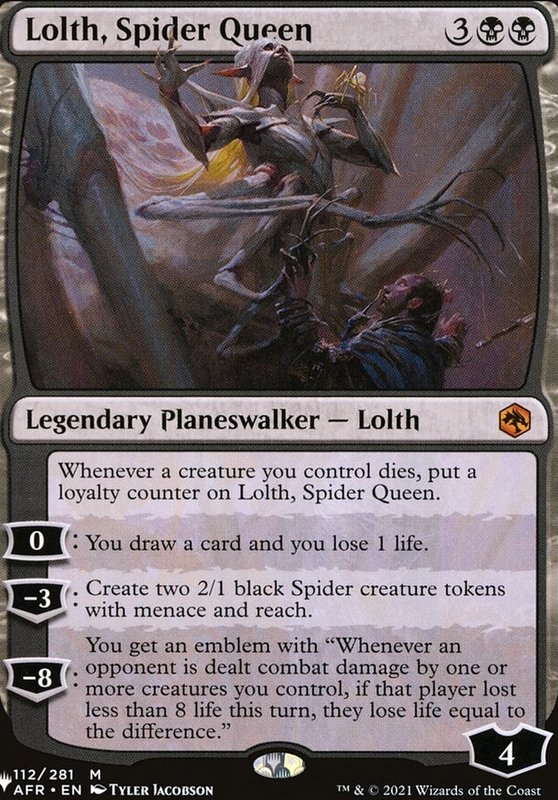 Lolth, Spider Queen 3
Legendary Planeswalker — Lolth
Whenever a creature you control dies, put a
loyalty counter on Lolth, Spider Queen.
0: You draw a card and you lose 1 life.
−3: Create two 2/1 black Spider creature tokens
with menace and reach.
−8: You get an emblem with “Whenever an
opponent is dealt combat damage by one or
more creatures you control, if that player lost
less than 8 life this turn, they lose life equal to
the difference.”
4
112/281 M
AFR • EN Tyler Jacobson
™ & © 2021 Wizards of the Coast